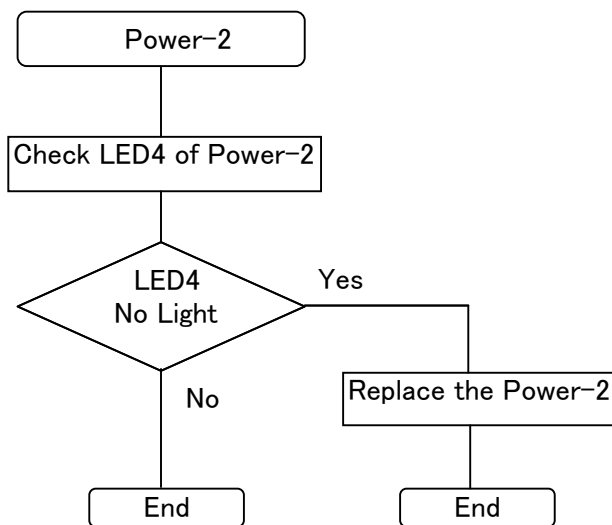 Power-2
Check LED4 of Power-2
LED4
No Light
Yes
No
Replace the Power-2
End
End